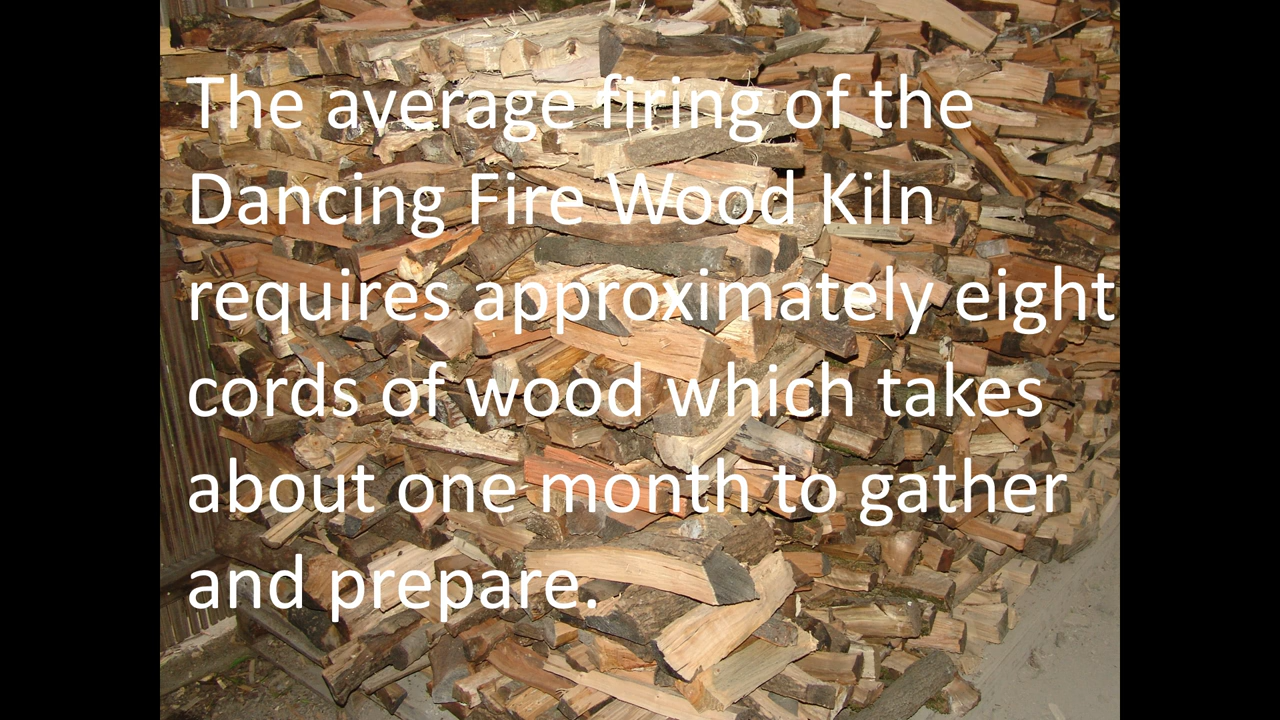 The average firing of the
Dancing Fire Wood Kiln
requires approximately eight
cords of wood which takes
about one month to gather
and prepare.